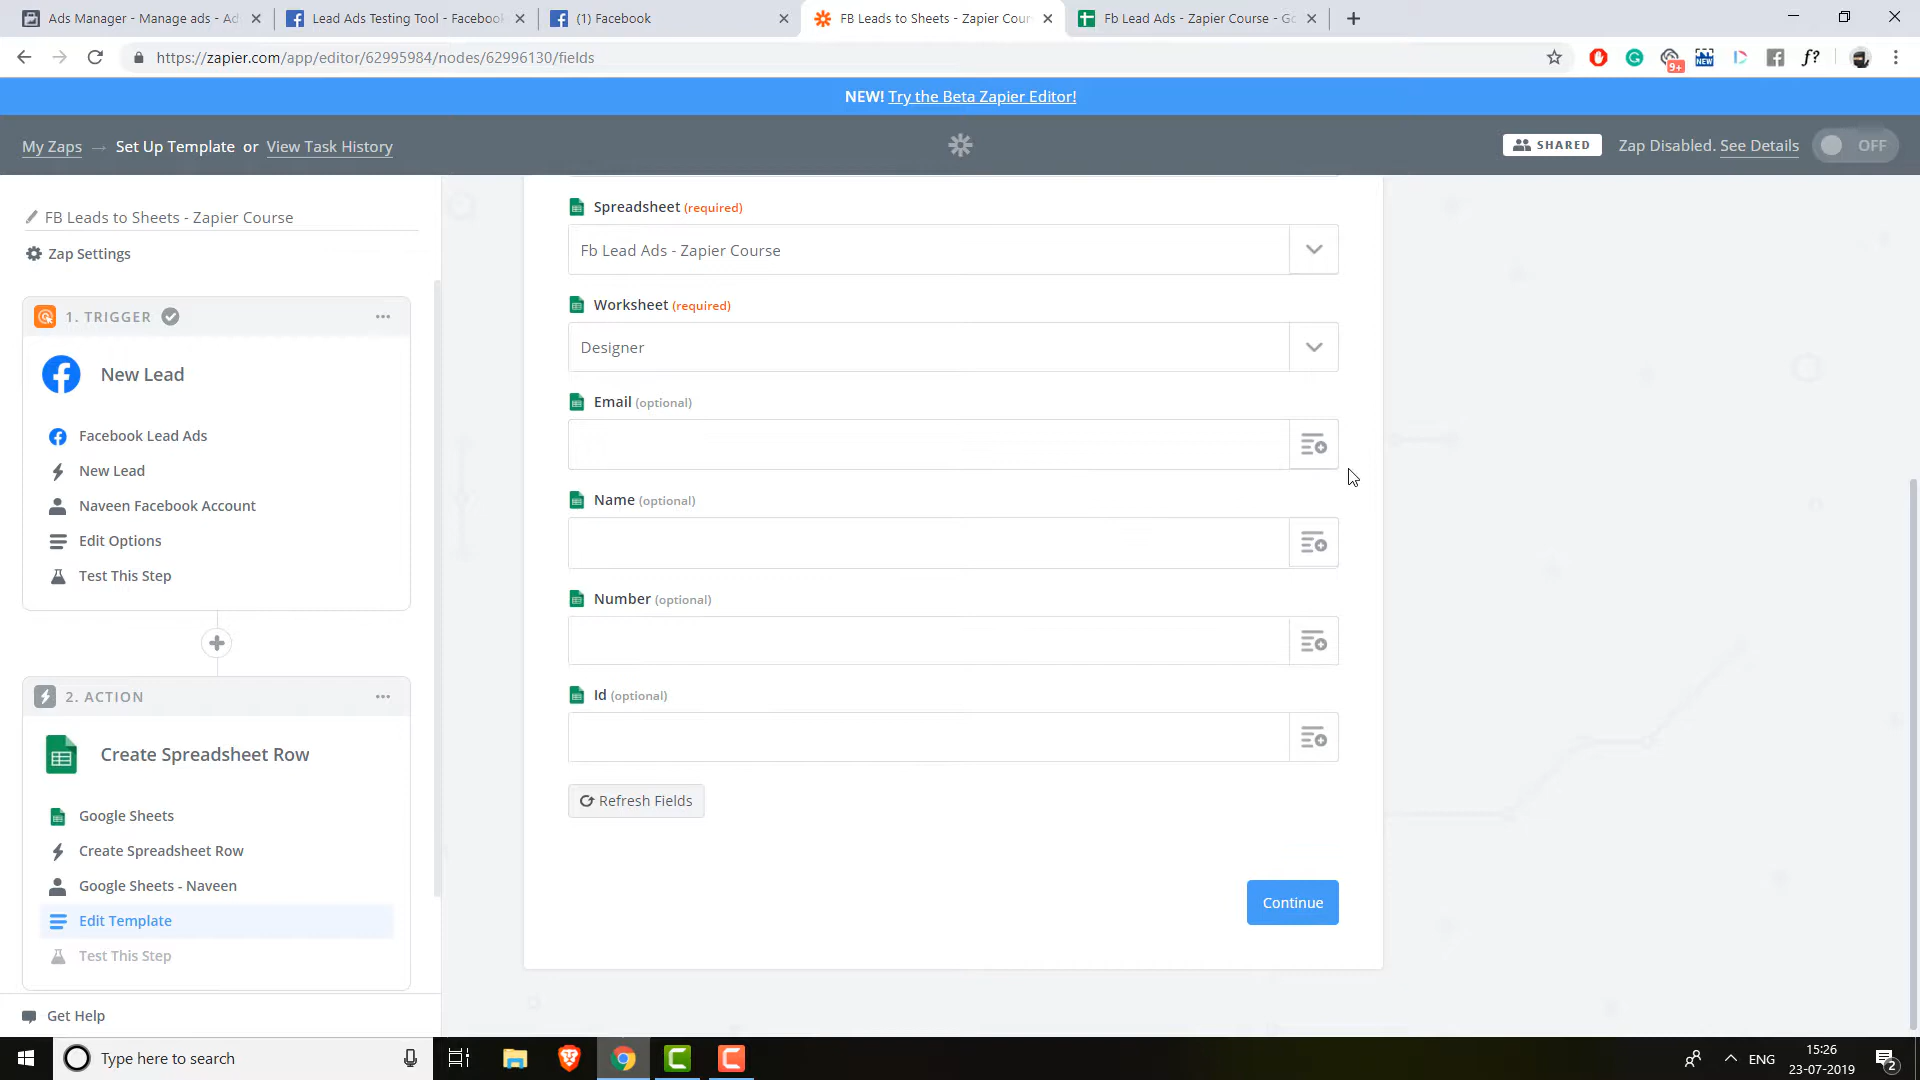 Ads Manager - Manage ads - Ad
Lead Ads Testing Tool - Facebook
(1) Facebook
FB Leads to Sheets - Zapier Cour
Fb Lead Ads - Zapier Course - Go
https://zapier.com/app/editor/62995984/nodes/62996130/fields
9+
NEW
f?
NEW! Try the Beta Zapier Editor!
My Zaps → Set Up Template or View Task History
SHARED
Zap Disabled. See Details
OFF
FB Leads to Sheets - Zapier Course
Zap Settings
1. TRIGGER
New Lead
Facebook Lead Ads
New Lead
Naveen Facebook Account
Edit Options
Test This Step
2. ACTION
Create Spreadsheet Row
Google Sheets
Create Spreadsheet Row
Google Sheets - Naveen
Edit Template
Test This Step
Get Help
Spreadsheet (required)
Fb Lead Ads - Zapier Course
Worksheet (required)
Designer
Email (optional)
Name (optional)
Number (optional)
Id (optional)
Refresh Fields
Continue
Type here to search
ENG
15:26
23-07-2019
2